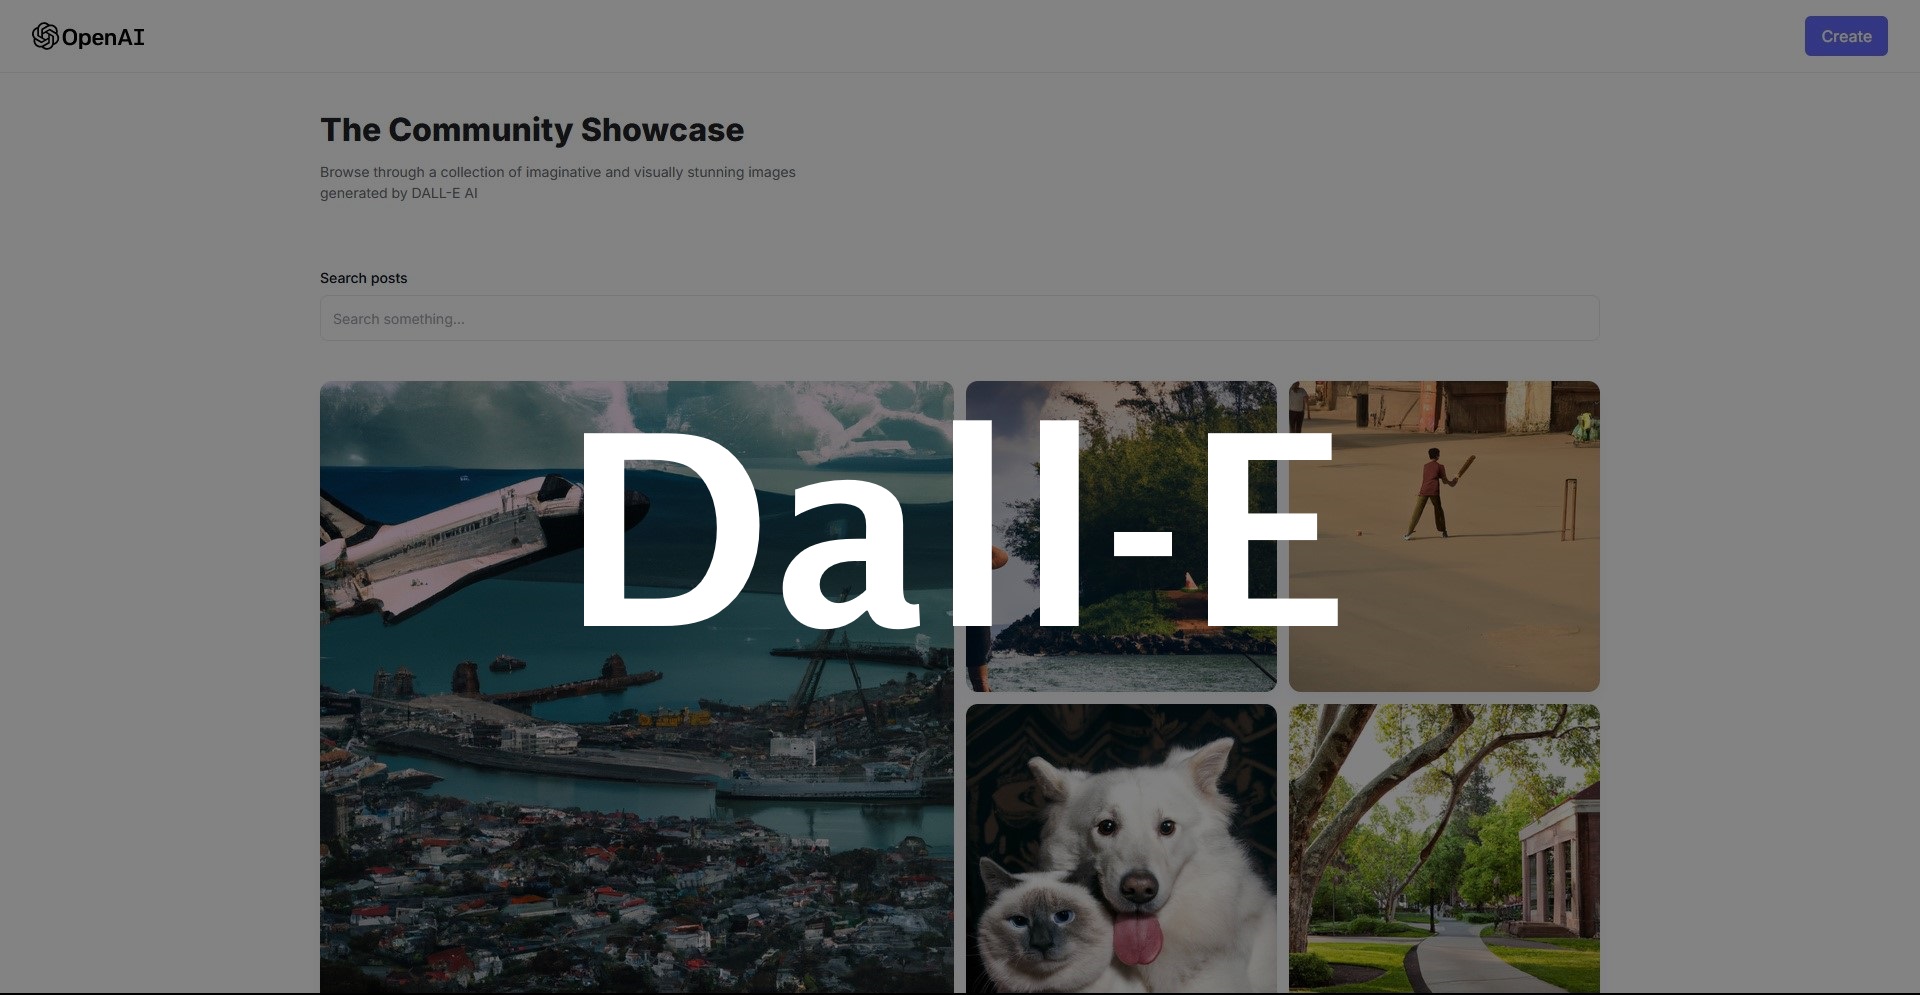 OpenAI
Create
The Community Showcase
Browse through a collection of imaginative and visually stunning images
generated by DALL-E AI
Search posts
Search something...
Dall-E